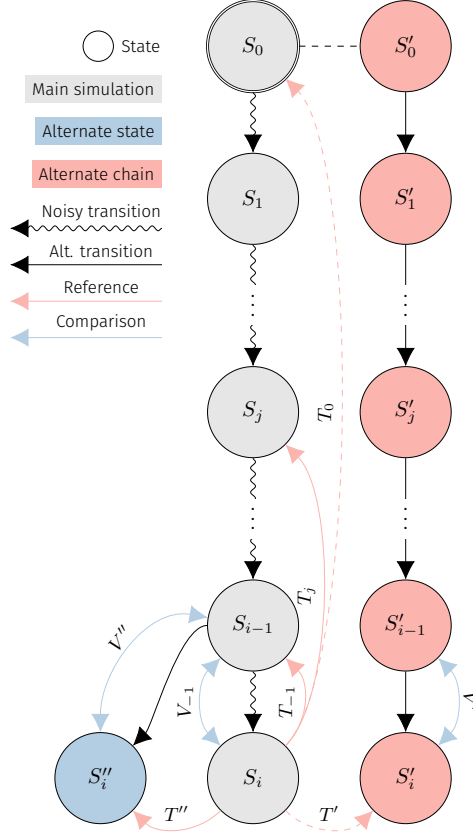 State
Main simulation
Alternate state
Alternate chain
Noisy transition
Alt. transition
Reference
Comparison
S₀ S′₀
S₁ S′₁
⋮ ⋮
T₀
Sⱼ S′ⱼ
⋮ ⋮
Tⱼ
V″ Sᵢ₋₁ S′ᵢ₋₁
V₋₁ T₋₁
S″ᵢ Sᵢ S′ᵢ
T″ T′